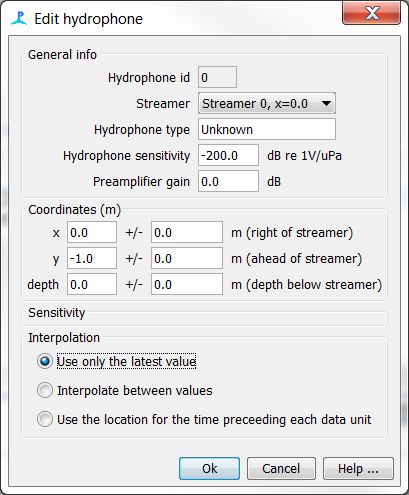 Edit hydrophone
General info
Hydrophone id 0
Streamer Streamer 0, x=0.0
Hydrophone type Unknown
Hydrophone sensitivity -200.0 dB re 1V/uPa
Preamplifier gain 0.0 dB
Coordinates (m)
x 0.0 +/- 0.0 m (right of streamer)
y -1.0 +/- 0.0 m (ahead of streamer)
depth 0.0 +/- 0.0 m (depth below streamer)
Sensitivity
Interpolation
Use only the latest value
Interpolate between values
Use the location for the time preceeding each data unit
Ok Cancel Help ...